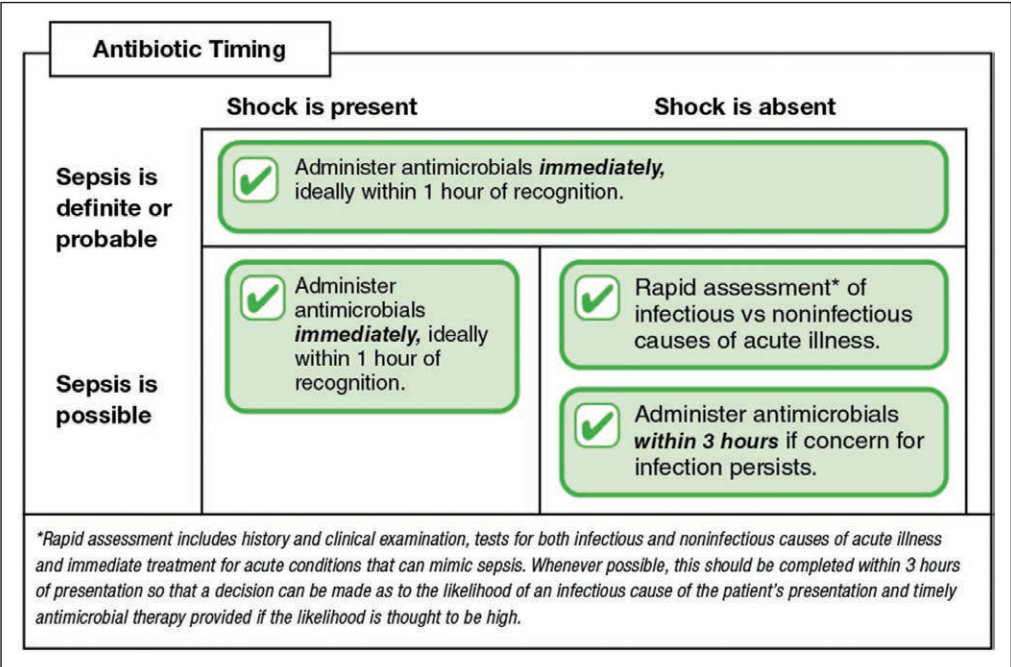 Antibiotic Timing
Shock is present
Shock is absent
Sepsis is
definite or
probable
Administer antimicrobials immediately,
ideally within 1 hour of recognition.
Sepsis is
possible
Administer
antimicrobials
immediately, ideally
within 1 hour of
recognition.
Rapid assessment* of
infectious vs noninfectious
causes of acute illness.
Administer antimicrobials
within 3 hours if concern for
infection persists.
*Rapid assessment includes history and clinical examination, tests for both infectious and noninfectious causes of acute illness
and immediate treatment for acute conditions that can mimic sepsis. Whenever possible, this should be completed within 3 hours
of presentation so that a decision can be made as to the likelihood of an infectious cause of the patient's presentation and timely
antimicrobial therapy provided if the likelihood is thought to be high.